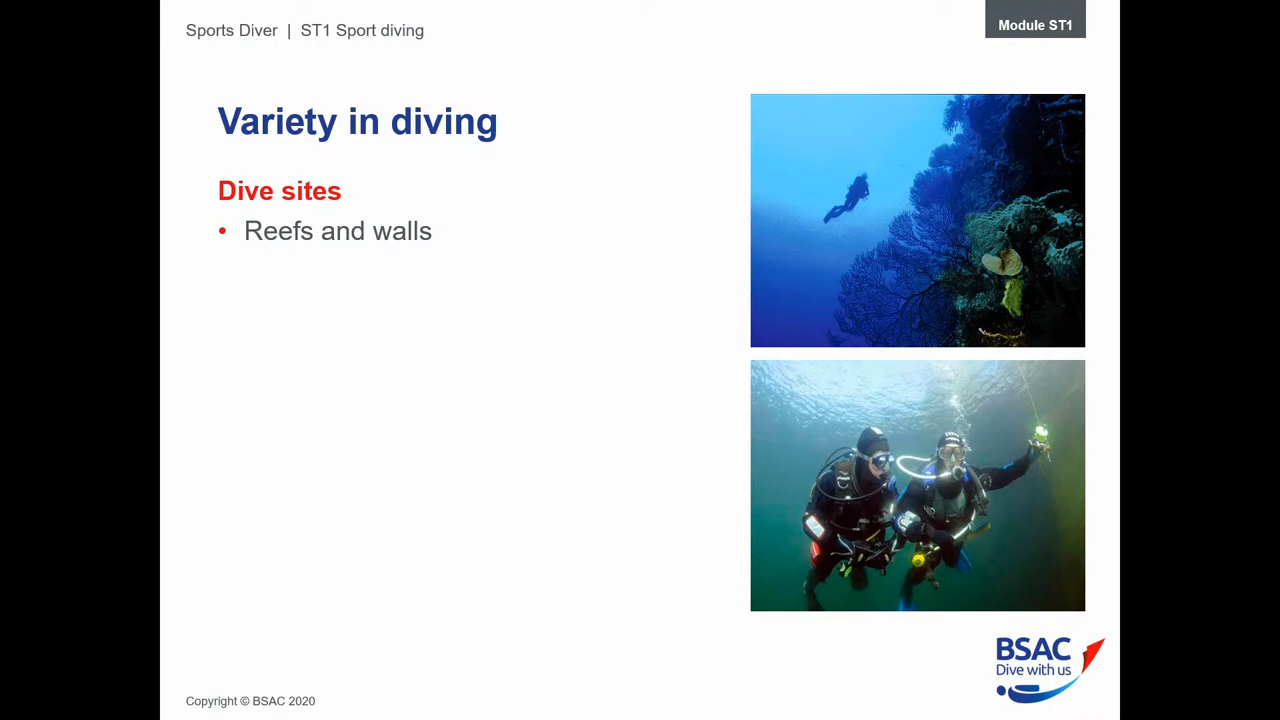 Sports Diver | ST1 Sport diving
Module ST1
Variety in diving
Dive sites
• Reefs and walls
BSAC
Dive with us
Copyright © BSAC 2020